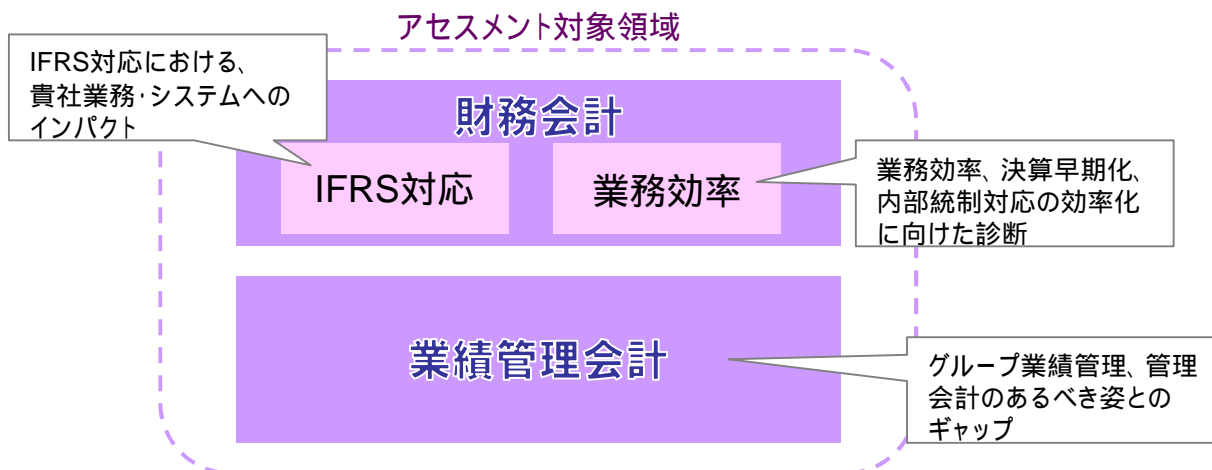 アセスメント対象領域
IFRS対応における、
貴社業務･システムへの
インパクト
財務会計
IFRS対応
業務効率
業務効率、決算早期化、
内部統制対応の効率化
に向けた診断
業績管理会計
グループ業績管理、管理
会計のあるべき姿との
ギャップ